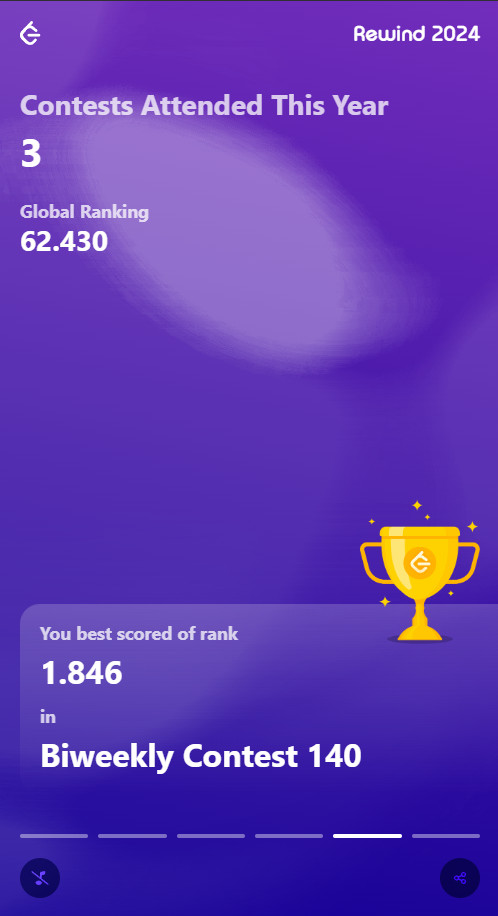 Rewind 2024
Contests Attended This Year
3
Global Ranking
62.430
You best scored of rank
1.846
in
Biweekly Contest 140